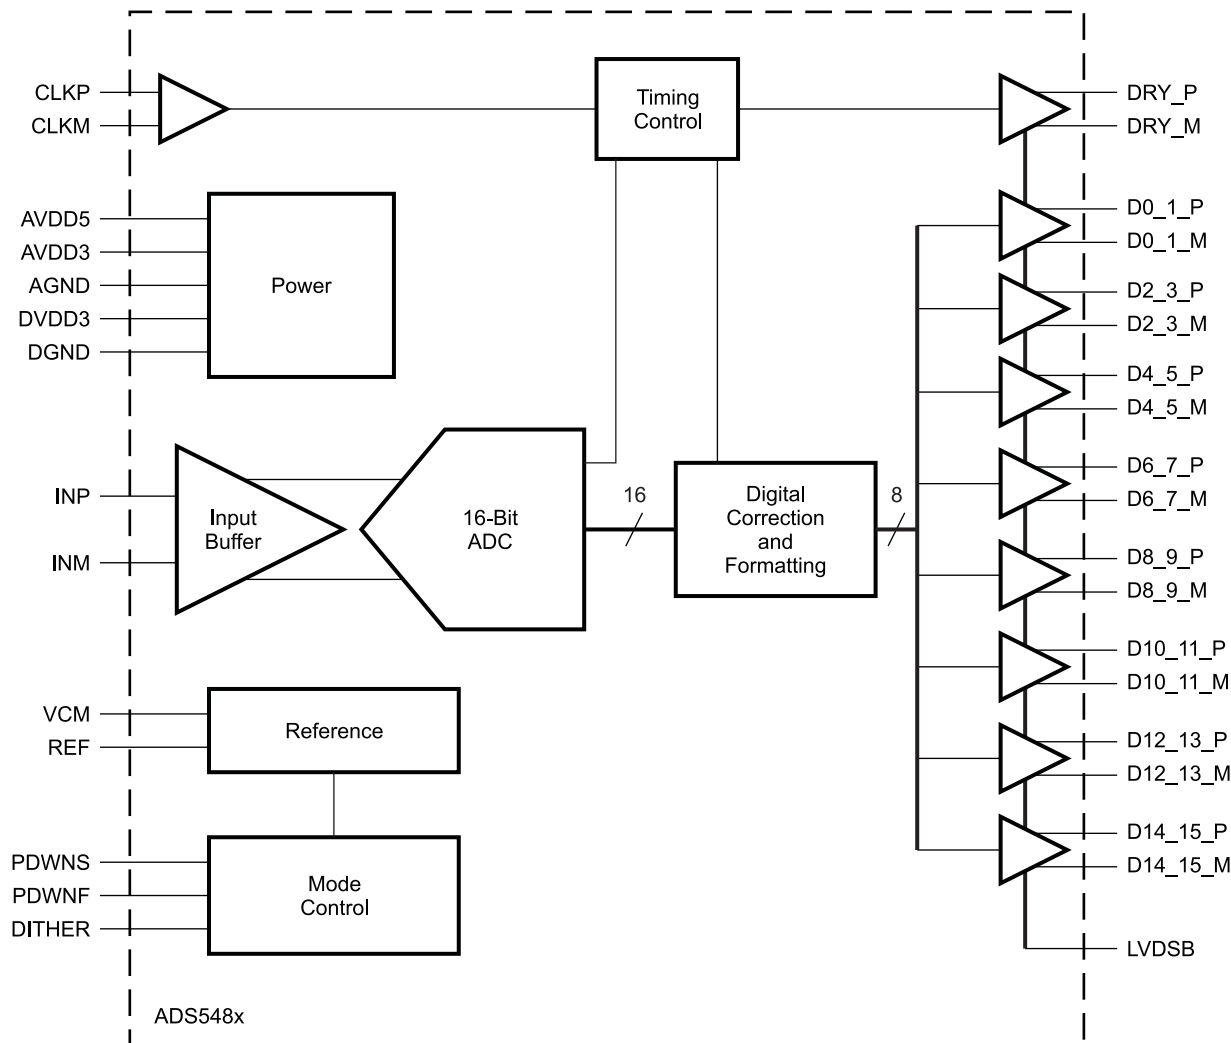 CLKP
CLKM
Timing
Control
DRY_P
DRY_M
AVDD5
AVDD3
AGND
DVDD3
DGND
Power
D0_1_P
D0_1_M
D2_3_P
D2_3_M
D4_5_P
D4_5_M
INP
INM
Input
Buffer
16-Bit
ADC
16
Digital
Correction
and
Formatting
8
D6_7_P
D6_7_M
D8_9_P
D8_9_M
D10_11_P
D10_11_M
VCM
REF
Reference
D12_13_P
D12_13_M
PDWNS
PDWNF
DITHER
Mode
Control
D14_15_P
D14_15_M
LVDSB
ADS548x